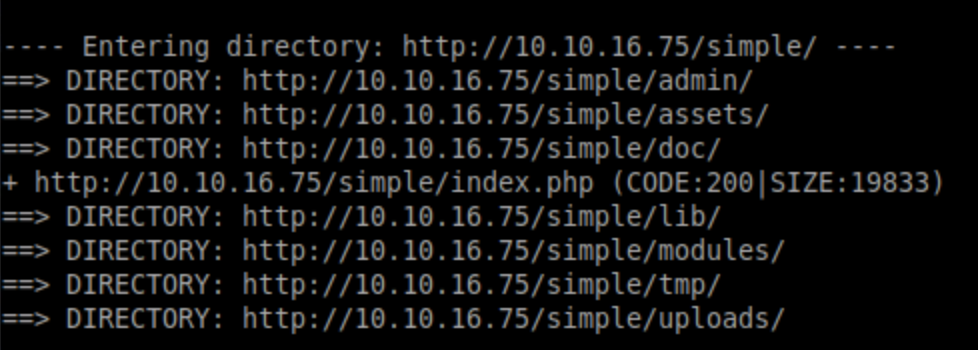 ---- Entering directory: http://10.10.16.75/simple/ ----
==> DIRECTORY: http://10.10.16.75/simple/admin/
==> DIRECTORY: http://10.10.16.75/simple/assets/
==> DIRECTORY: http://10.10.16.75/simple/doc/
+ http://10.10.16.75/simple/index.php (CODE:200|SIZE:19833)
==> DIRECTORY: http://10.10.16.75/simple/lib/
==> DIRECTORY: http://10.10.16.75/simple/modules/
==> DIRECTORY: http://10.10.16.75/simple/tmp/
==> DIRECTORY: http://10.10.16.75/simple/uploads/